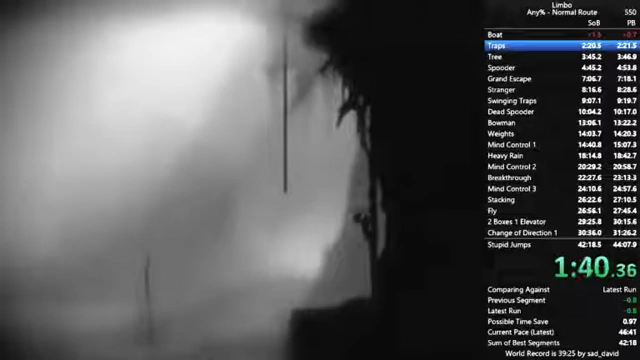 Limbo
Any% - Normal Route 550
SoB PB
Boat -1.5 +0.7
Traps 2:20.5 2:21.5
Tree 3:45.2 3:46.9
Spooder 4:45.2 4:53.8
Grand Escape 7:06.7 7:18.1
Stranger 8:16.6 8:28.6
Swinging Traps 9:07.1 9:19.7
Dead Spooder 10:04.2 10:17.0
Bowman 13:06.1 13:22.2
Weights 14:03.7 14:20.3
Mind Control 1 14:40.8 15:07.3
Heavy Rain 18:14.8 18:42.7
Mind Control 2 20:29.2 20:58.7
Breakthrough 22:27.6 23:13.3
Mind Control 3 24:10.6 24:57.6
Stacking 26:22.6 27:10.5
Fly 26:56.1 27:45.4
2 Boxes 1 Elevator 29:25.8 30:15.6
Change of Direction 1 30:36.0 31:26.2
Stupid Jumps 42:18.5 44:07.9
1:40.36
Comparing Against Latest Run
Previous Segment -0.8
Latest Run -0.8
Possible Time Save 0.97
Current Pace (Latest) 46:41
Sum of Best Segments 42:18
World Record is 39:25 by sad_david